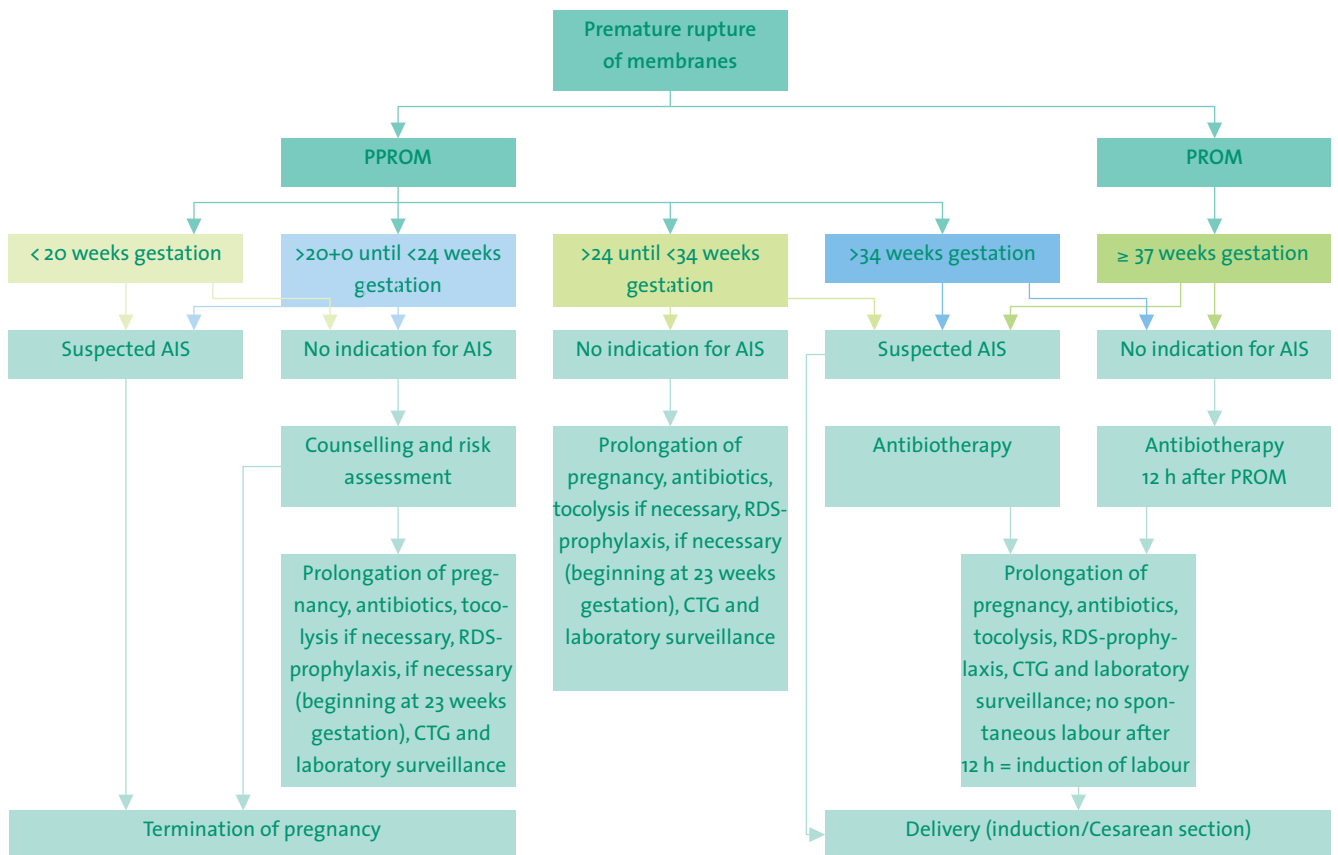 Premature rupture
of membranes
PPROM
PROM
< 20 weeks gestation
>20+0 until <24 weeks
gestation
>24 until <34 weeks
gestation
>34 weeks gestation
≥ 37 weeks gestation
Suspected AIS
No indication for AIS
No indication for AIS
Suspected AIS
No indication for AIS
Counselling and risk
assessment
Prolongation of
pregnancy, antibiotics,
tocolysis if necessary, RDS-
prophylaxis, if necessary
(beginning at 23 weeks
gestation), CTG and
laboratory surveillance
Antibiotherapy
Antibiotherapy
12 h after PROM
Prolongation of preg-
nancy, antibiotics, toco-
lysis if necessary, RDS-
prophylaxis, if necessary
(beginning at 23 weeks
gestation), CTG and
laboratory surveillance
Prolongation of
pregnancy, antibiotics,
tocolysis, RDS-prophy-
laxis, CTG and laboratory
surveillance; no spon-
taneous labour after
12 h = induction of labour
Termination of pregnancy
Delivery (induction/Cesarean section)